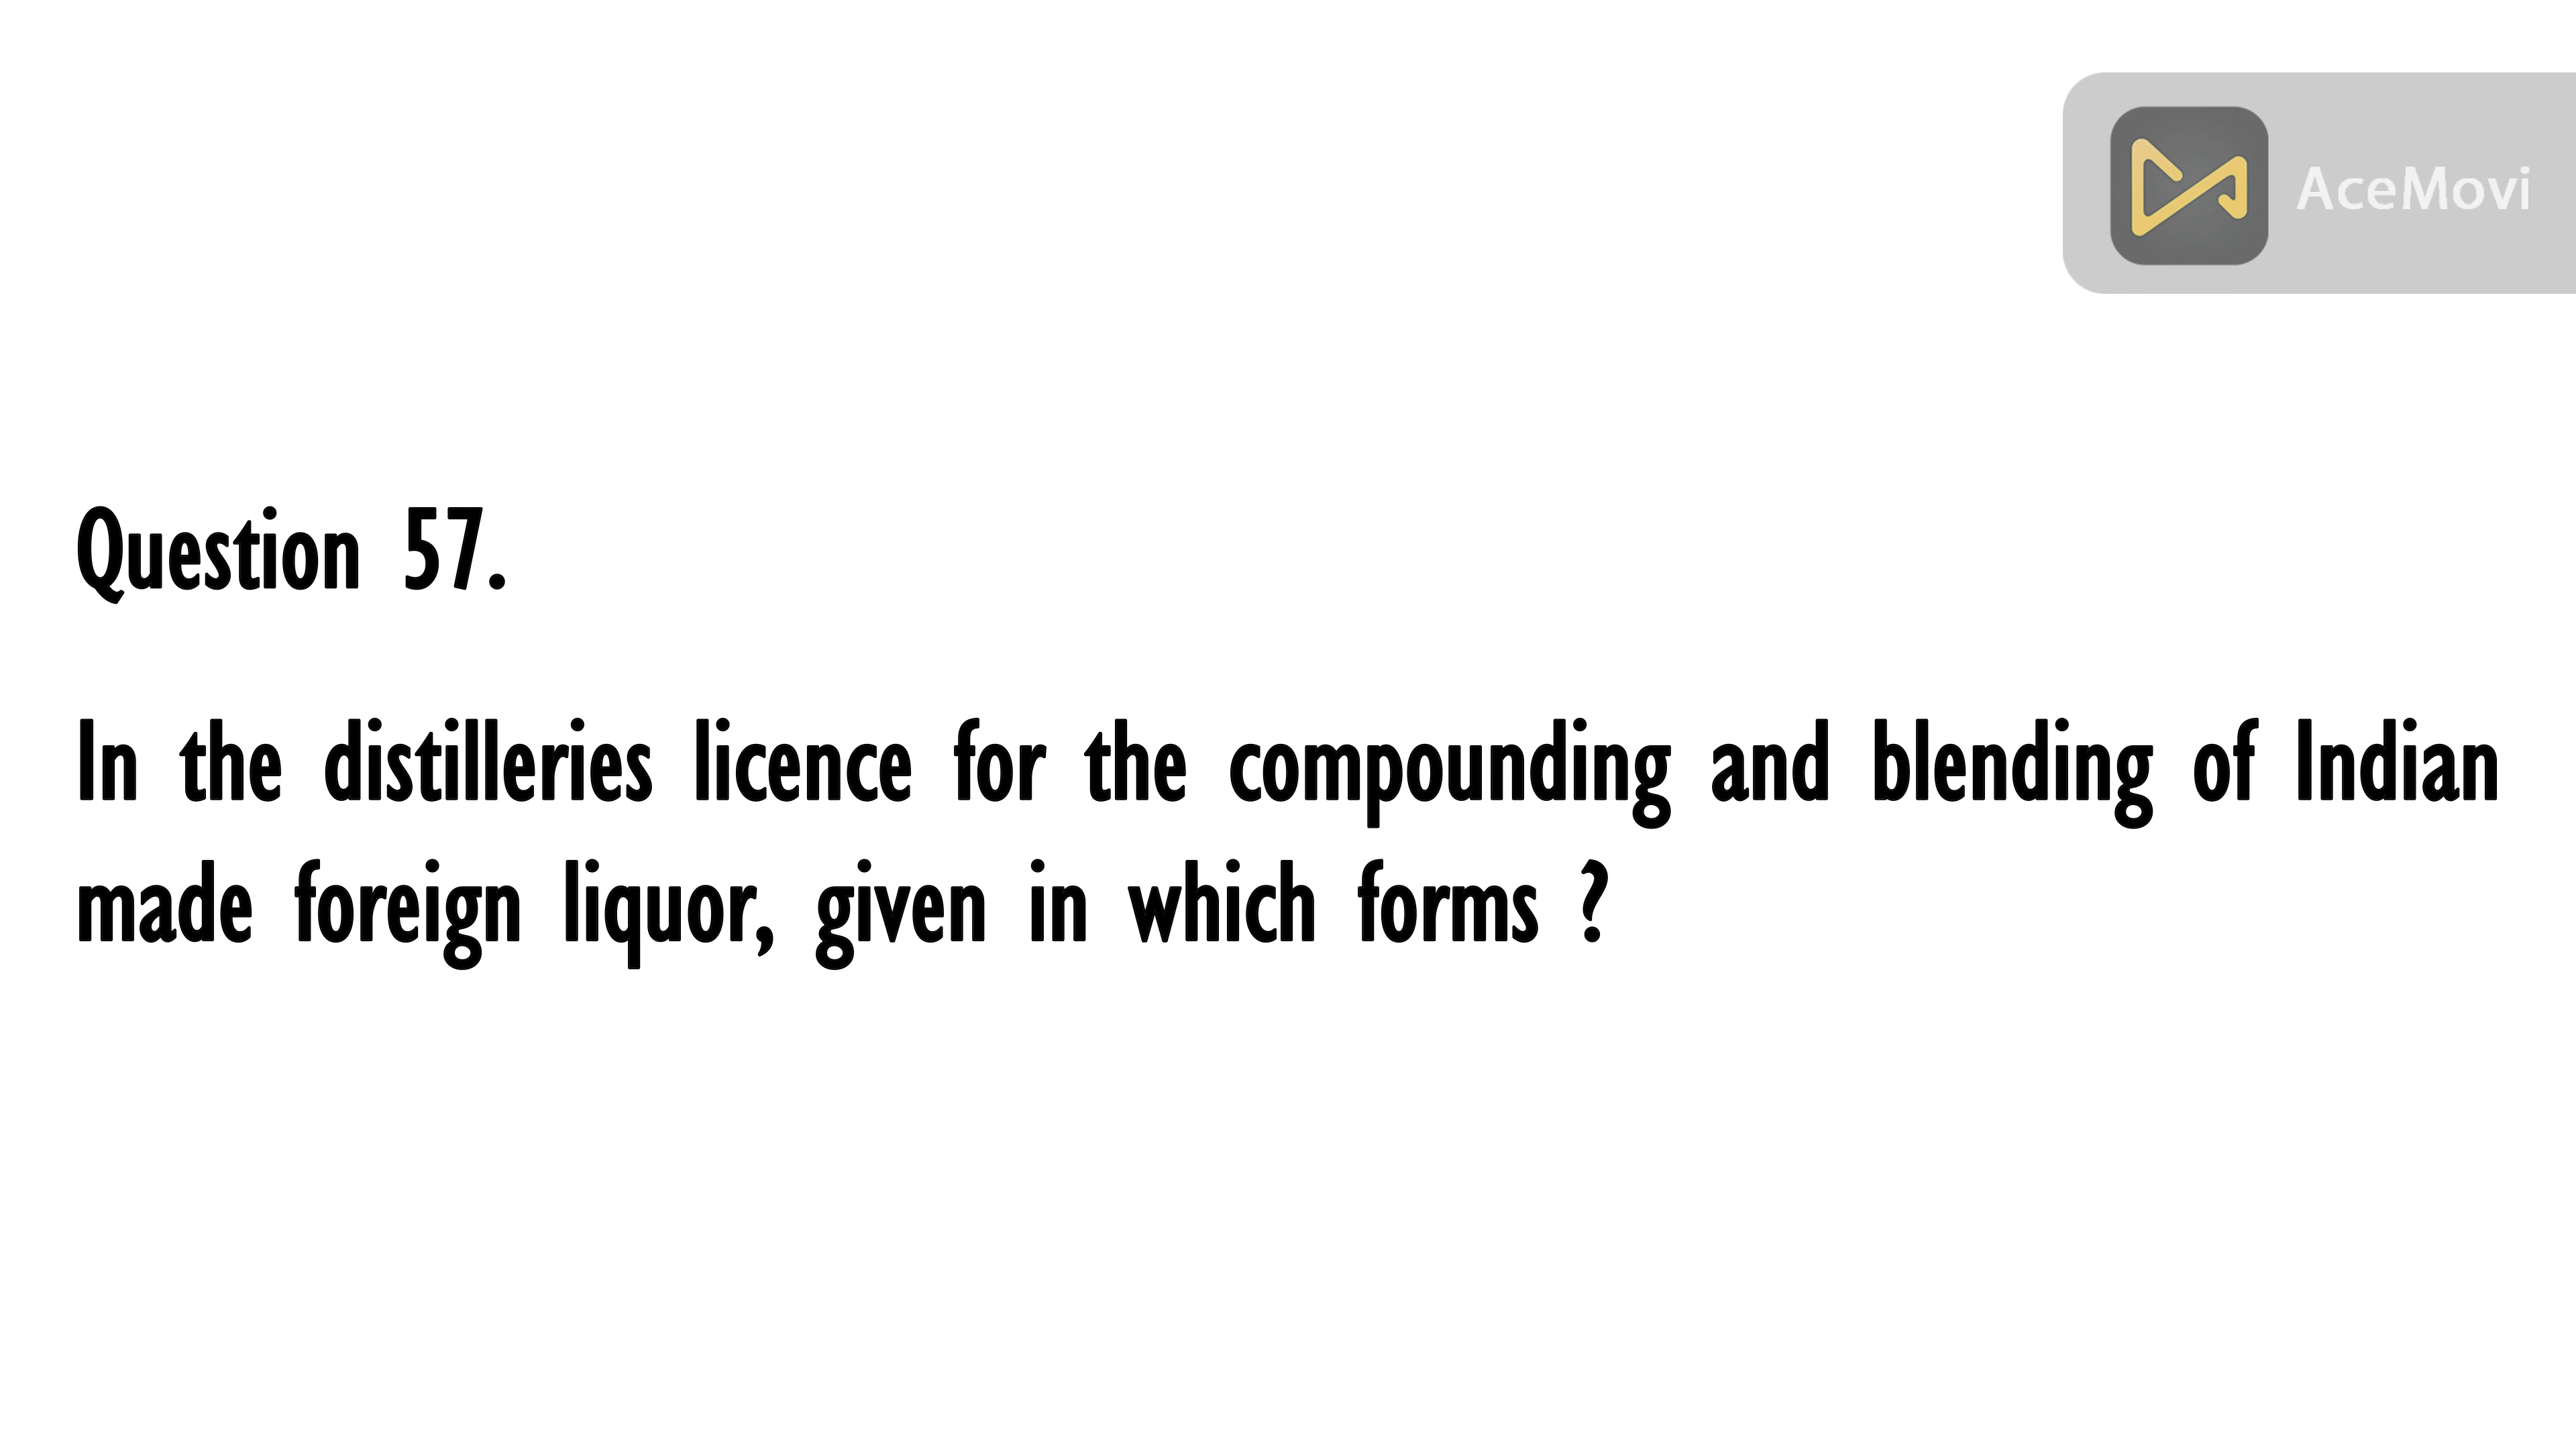 AceMovi
Question 57.
In the distilleries licence for the compounding and blending of Indian
made foreign liquor, given in which forms ?